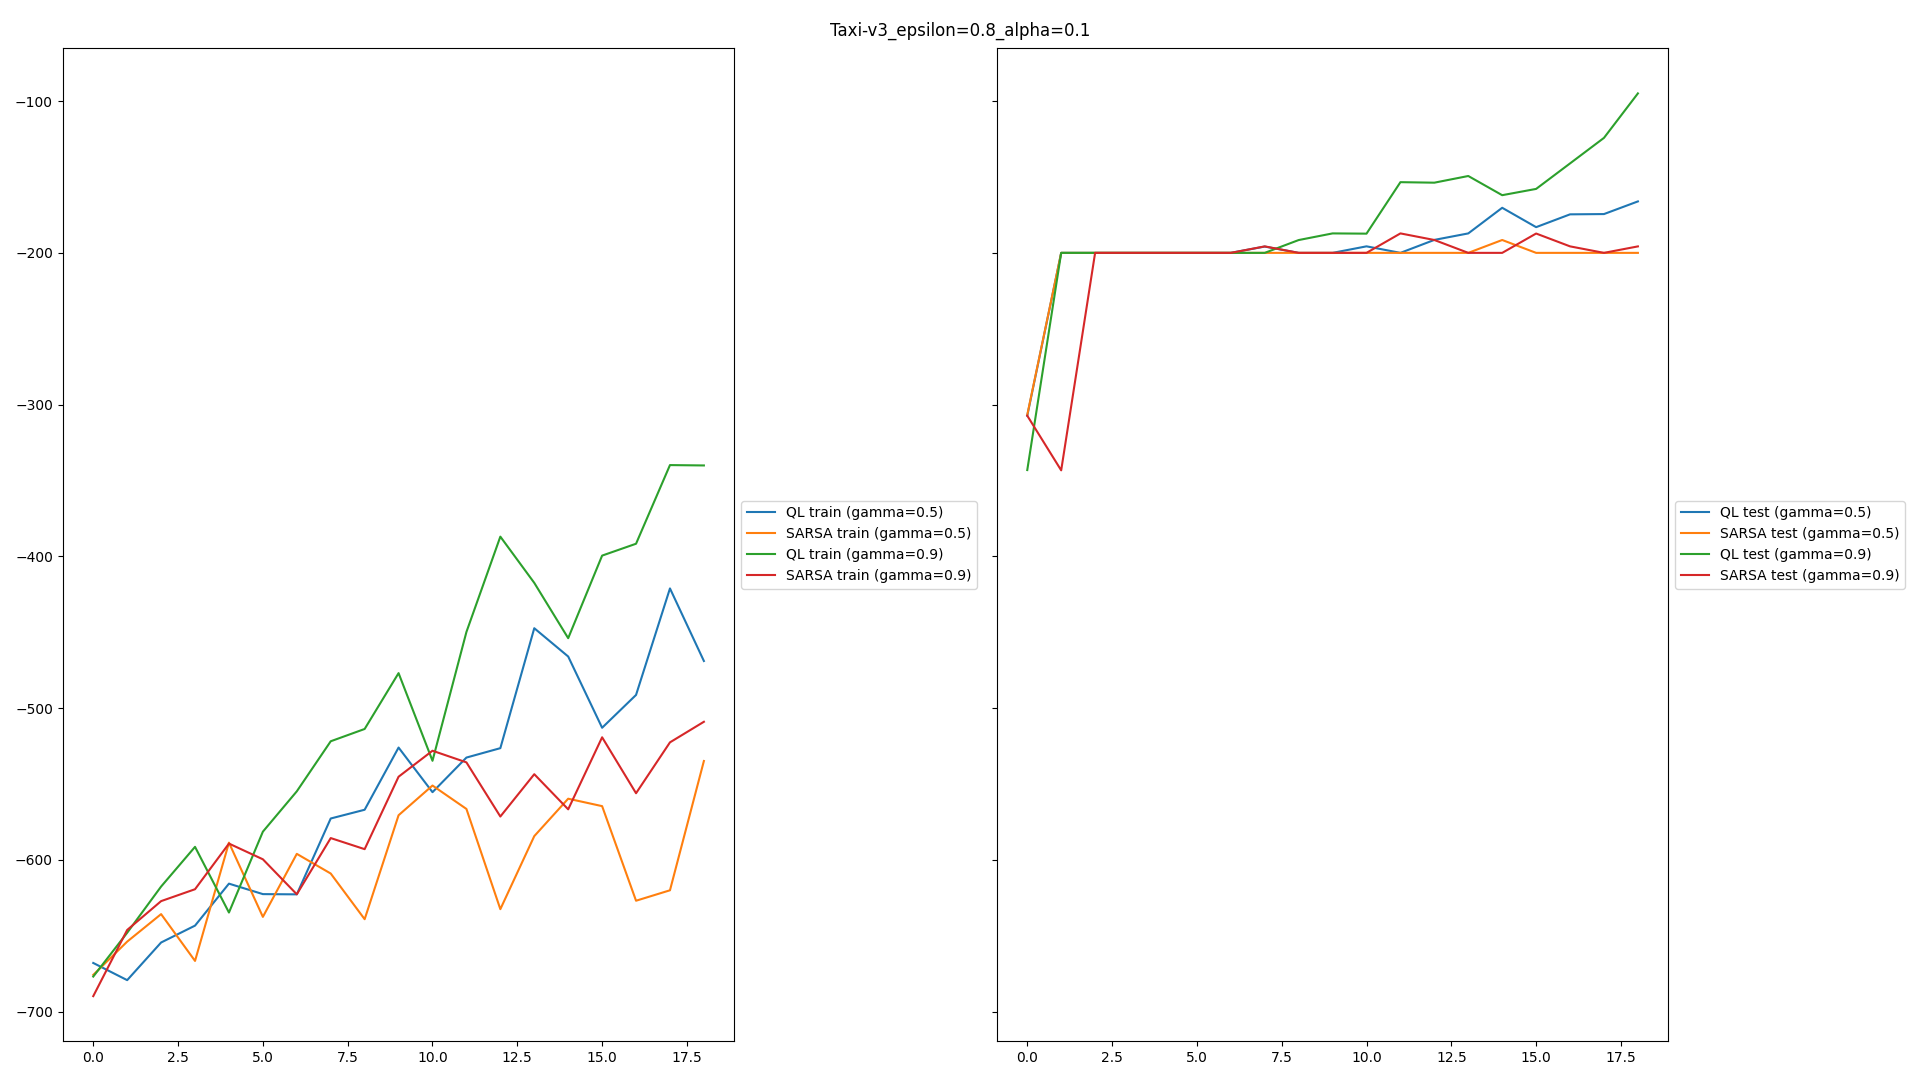 Taxi-v3_epsilon=0.8_alpha=0.1
−100
−200
−300
−400
−500
−600
−700
0.0 2.5 5.0 7.5 10.0 12.5 15.0 17.5
QL train (gamma=0.5)
SARSA train (gamma=0.5)
QL train (gamma=0.9)
SARSA train (gamma=0.9)
0.0 2.5 5.0 7.5 10.0 12.5 15.0 17.5
QL test (gamma=0.5)
SARSA test (gamma=0.5)
QL test (gamma=0.9)
SARSA test (gamma=0.9)